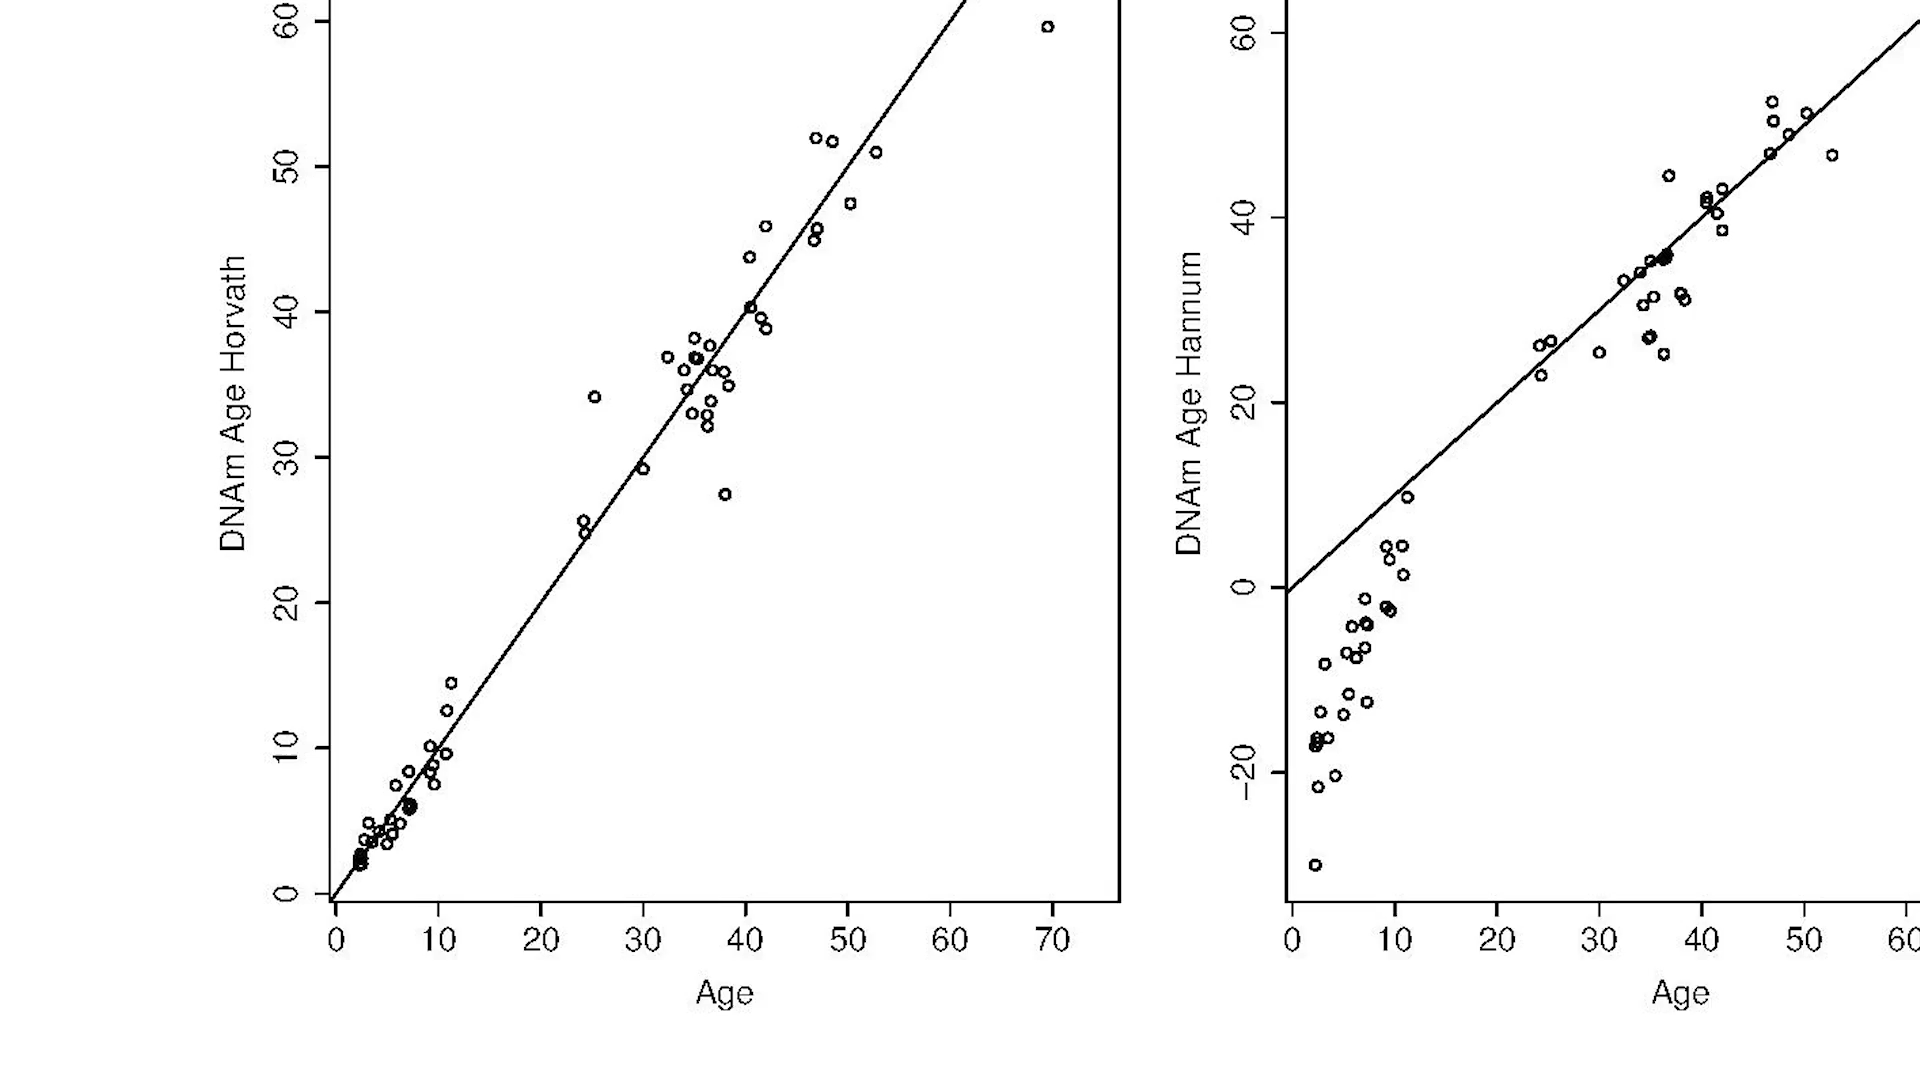 DNAm Age Horvath
60
50
40
30
20
10
0
0 10 20 30 40 50 60 70
Age
DNAm Age Hannum
60
40
20
0
−20
0 10 20 30 40 50 60
Age